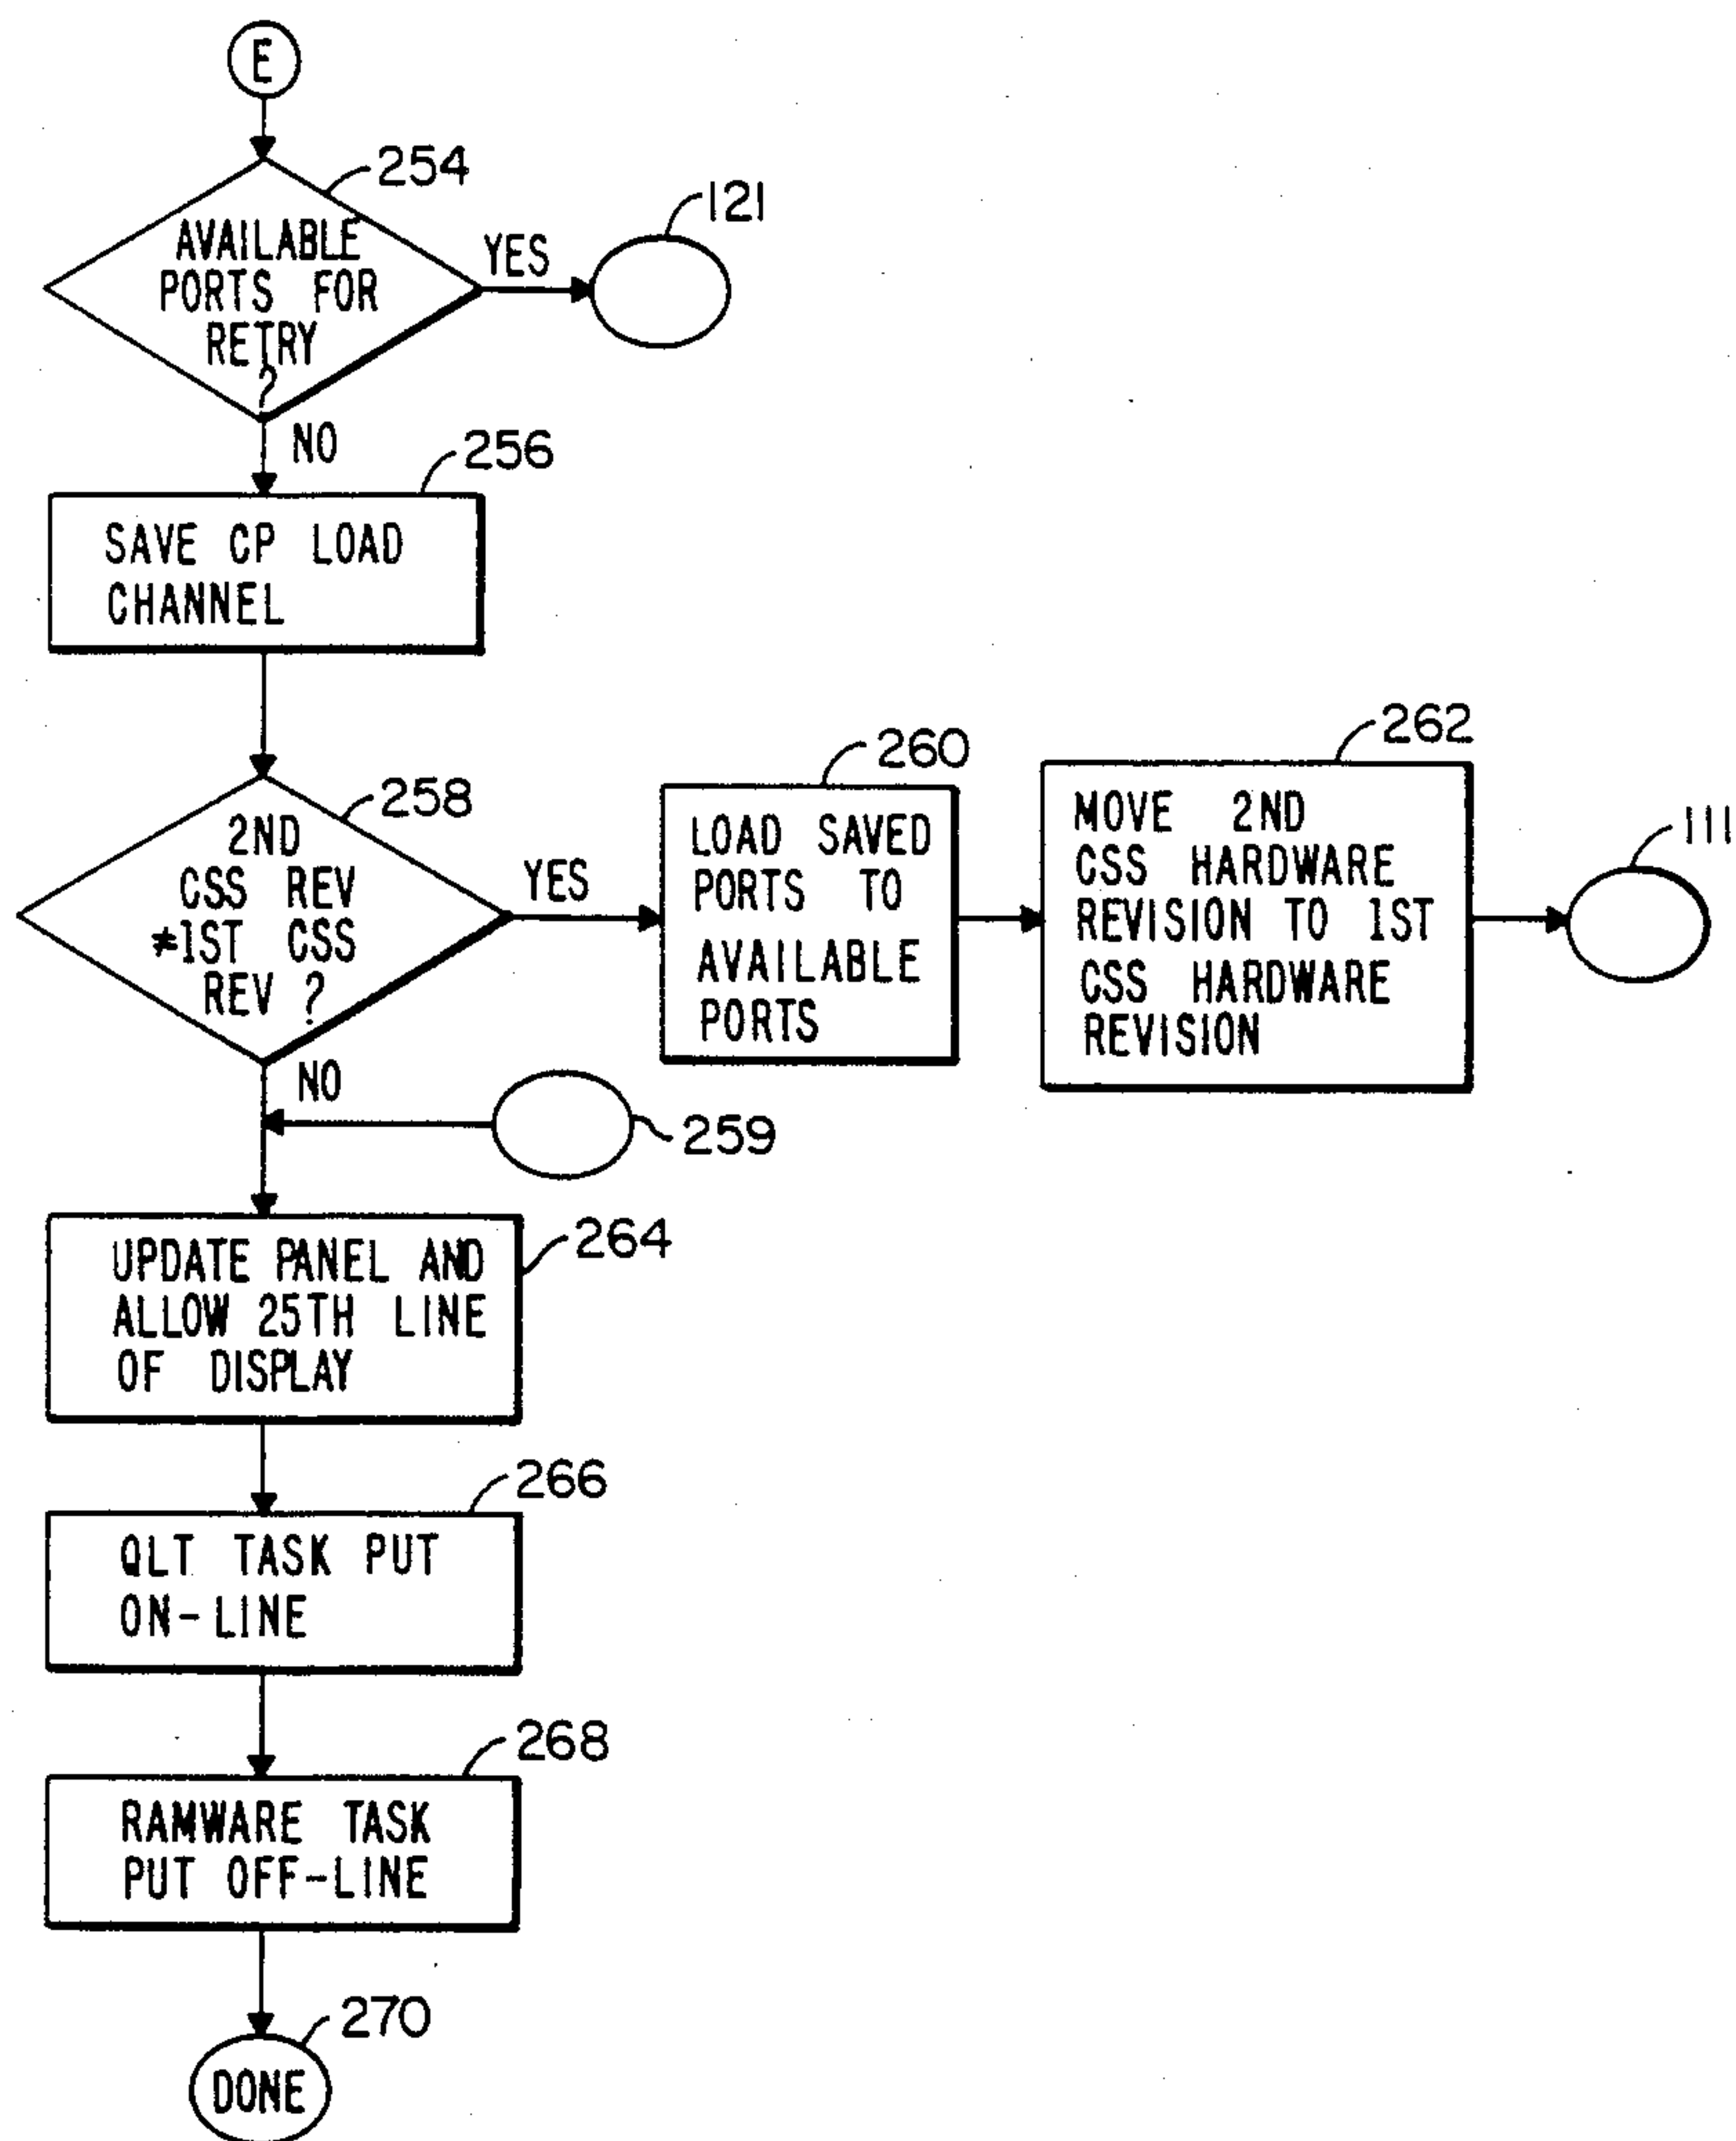 E
254
AVAILABLE
PORTS FOR
RETRY
?
YES
121
NO
256
SAVE CP LOAD
CHANNEL
258
2ND
CSS REV
≠1ST CSS
REV ?
YES
260
LOAD SAVED
PORTS TO
AVAILABLE
PORTS
262
MOVE 2ND
CSS HARDWARE
REVISION TO 1ST
CSS HARDWARE
REVISION
111
NO
259
264
UPDATE PANEL AND
ALLOW 25TH LINE
OF DISPLAY
266
QLT TASK PUT
ON-LINE
268
RAMWARE TASK
PUT OFF-LINE
270
DONE